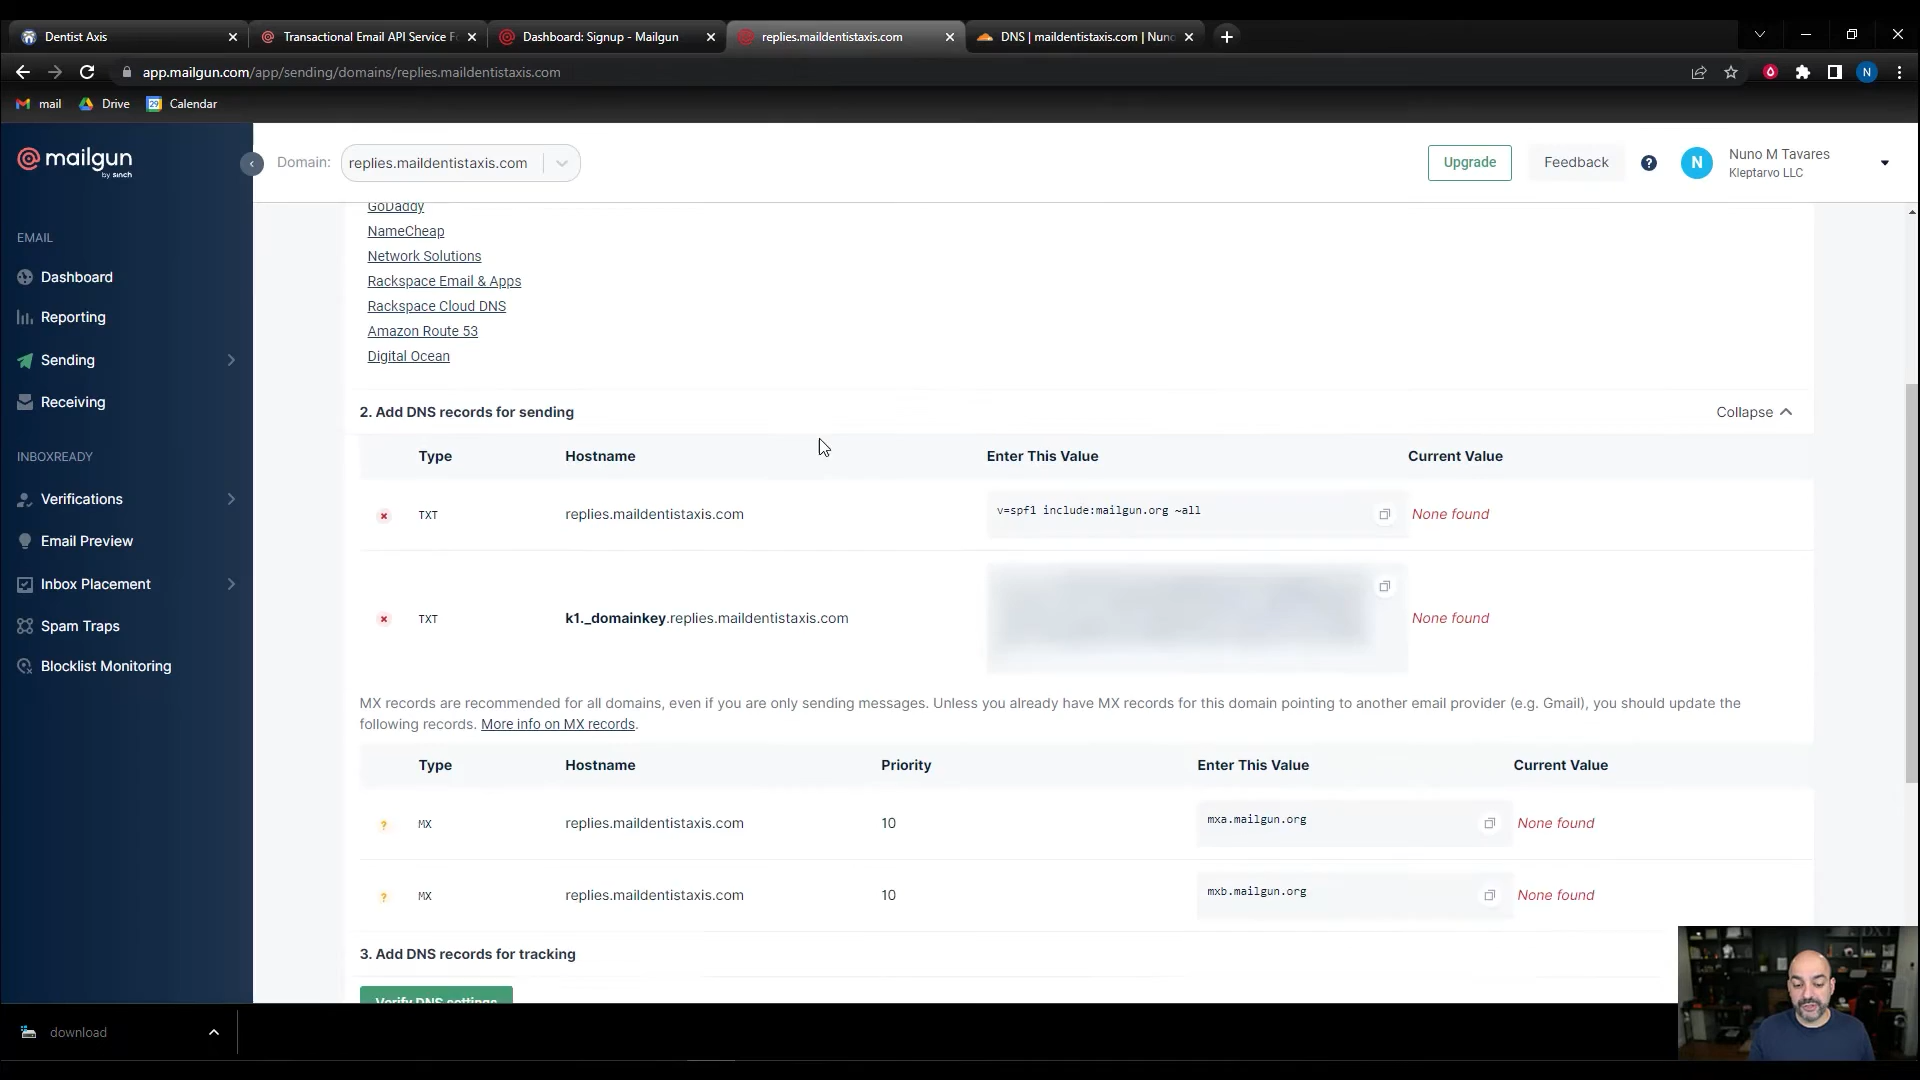 Dentist Axis
Transactional Email API Service Fo
Dashboard: Signup - Mailgun
replies.maildentistaxis.com
DNS | maildentistaxis.com | Nuno
app.mailgun.com/app/sending/domains/replies.maildentistaxis.com
N
mail
Drive
29
Calendar
mailgun
by sinch
Domain:
replies.maildentistaxis.com
Upgrade
Feedback
?
N
Nuno M Tavares
Kleptarvo LLC
EMAIL
Dashboard
Reporting
Sending
Receiving
INBOXREADY
Verifications
Email Preview
Inbox Placement
Spam Traps
Blocklist Monitoring
GoDaddy
NameCheap
Network Solutions
Rackspace Email & Apps
Rackspace Cloud DNS
Amazon Route 53
Digital Ocean
2. Add DNS records for sending
Collapse
Type Hostname Enter This Value Current Value
TXT replies.maildentistaxis.com v=spf1 include:mailgun.org ~all None found
TXT k1._domainkey.replies.maildentistaxis.com None found
MX records are recommended for all domains, even if you are only sending messages. Unless you already have MX records for this domain pointing to another email provider (e.g. Gmail), you should update the
following records. More info on MX records.
Type Hostname Priority Enter This Value Current Value
? MX replies.maildentistaxis.com 10 mxa.mailgun.org None found
? MX replies.maildentistaxis.com 10 mxb.mailgun.org None found
3. Add DNS records for tracking
Verify DNS settings
download